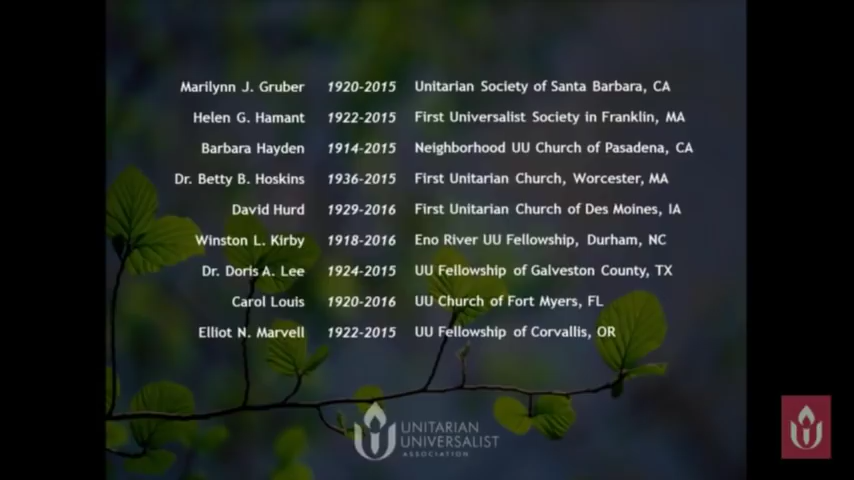 Marilynn J. Gruber 1920-2015 Unitarian Society of Santa Barbara, CA
Helen G. Hamant 1922-2015 First Universalist Society in Franklin, MA
Barbara Hayden 1914-2015 Neighborhood UU Church of Pasadena, CA
Dr. Betty B. Hoskins 1936-2015 First Unitarian Church, Worcester, MA
David Hurd 1929-2016 First Unitarian Church of Des Moines, IA
Winston L. Kirby 1918-2016 Eno River UU Fellowship, Durham, NC
Dr. Doris A. Lee 1924-2015 UU Fellowship of Galveston County, TX
Carol Louis 1920-2016 UU Church of Fort Myers, FL
Elliot N. Marvell 1922-2015 UU Fellowship of Corvallis, OR
UNITARIAN
UNIVERSALIST
ASSOCIATION